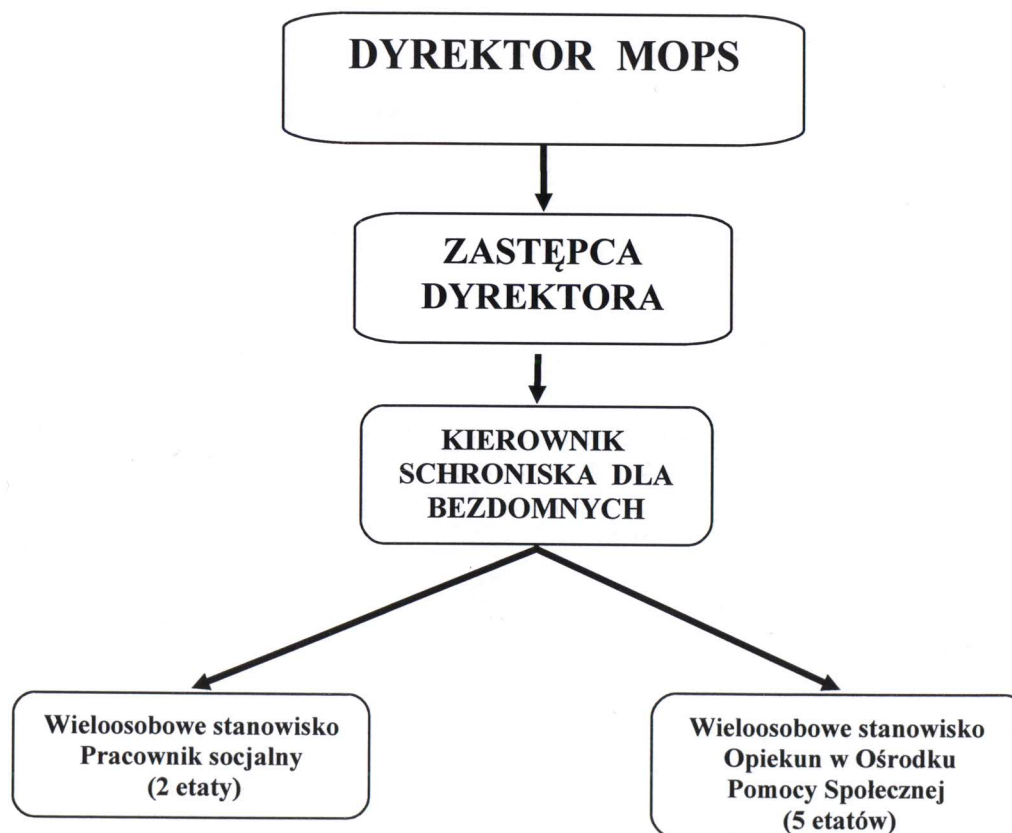 DYREKTOR MOPS
ZASTĘPCA
DYREKTORA
KIEROWNIK
SCHRONISKA DLA
BEZDOMNYCH
Wieloosobowe stanowisko
Pracownik socjalny
(2 etaty)
Wieloosobowe stanowisko
Opiekun w Ośrodku
Pomocy Społecznej
(5 etatów)